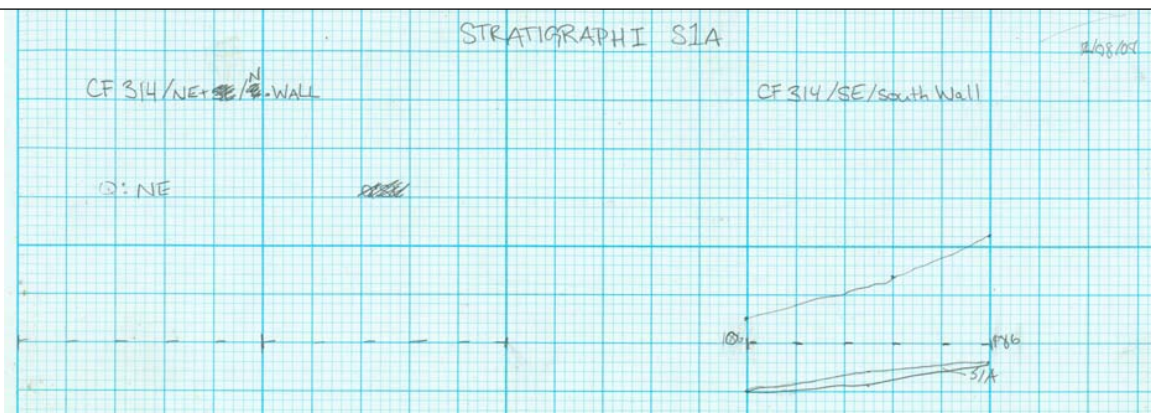 STRATIGRAPHI S1A
CF 314/NE+ /N.WALL
CF 314/SE/South Wall
: NE
S1A